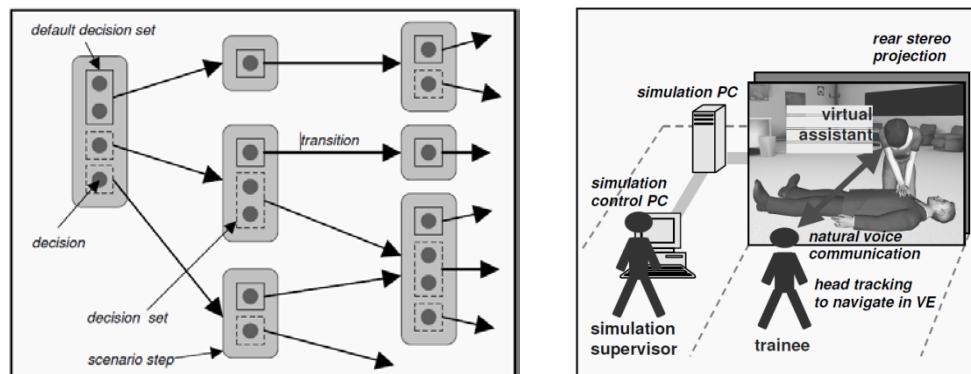 default decision set
transition
decision
decision set
scenario step
rear stereo
projection
simulation PC
virtual
assistant
simulation
control PC
natural voice
communication
head tracking
to navigate in VE
simulation
supervisor
trainee